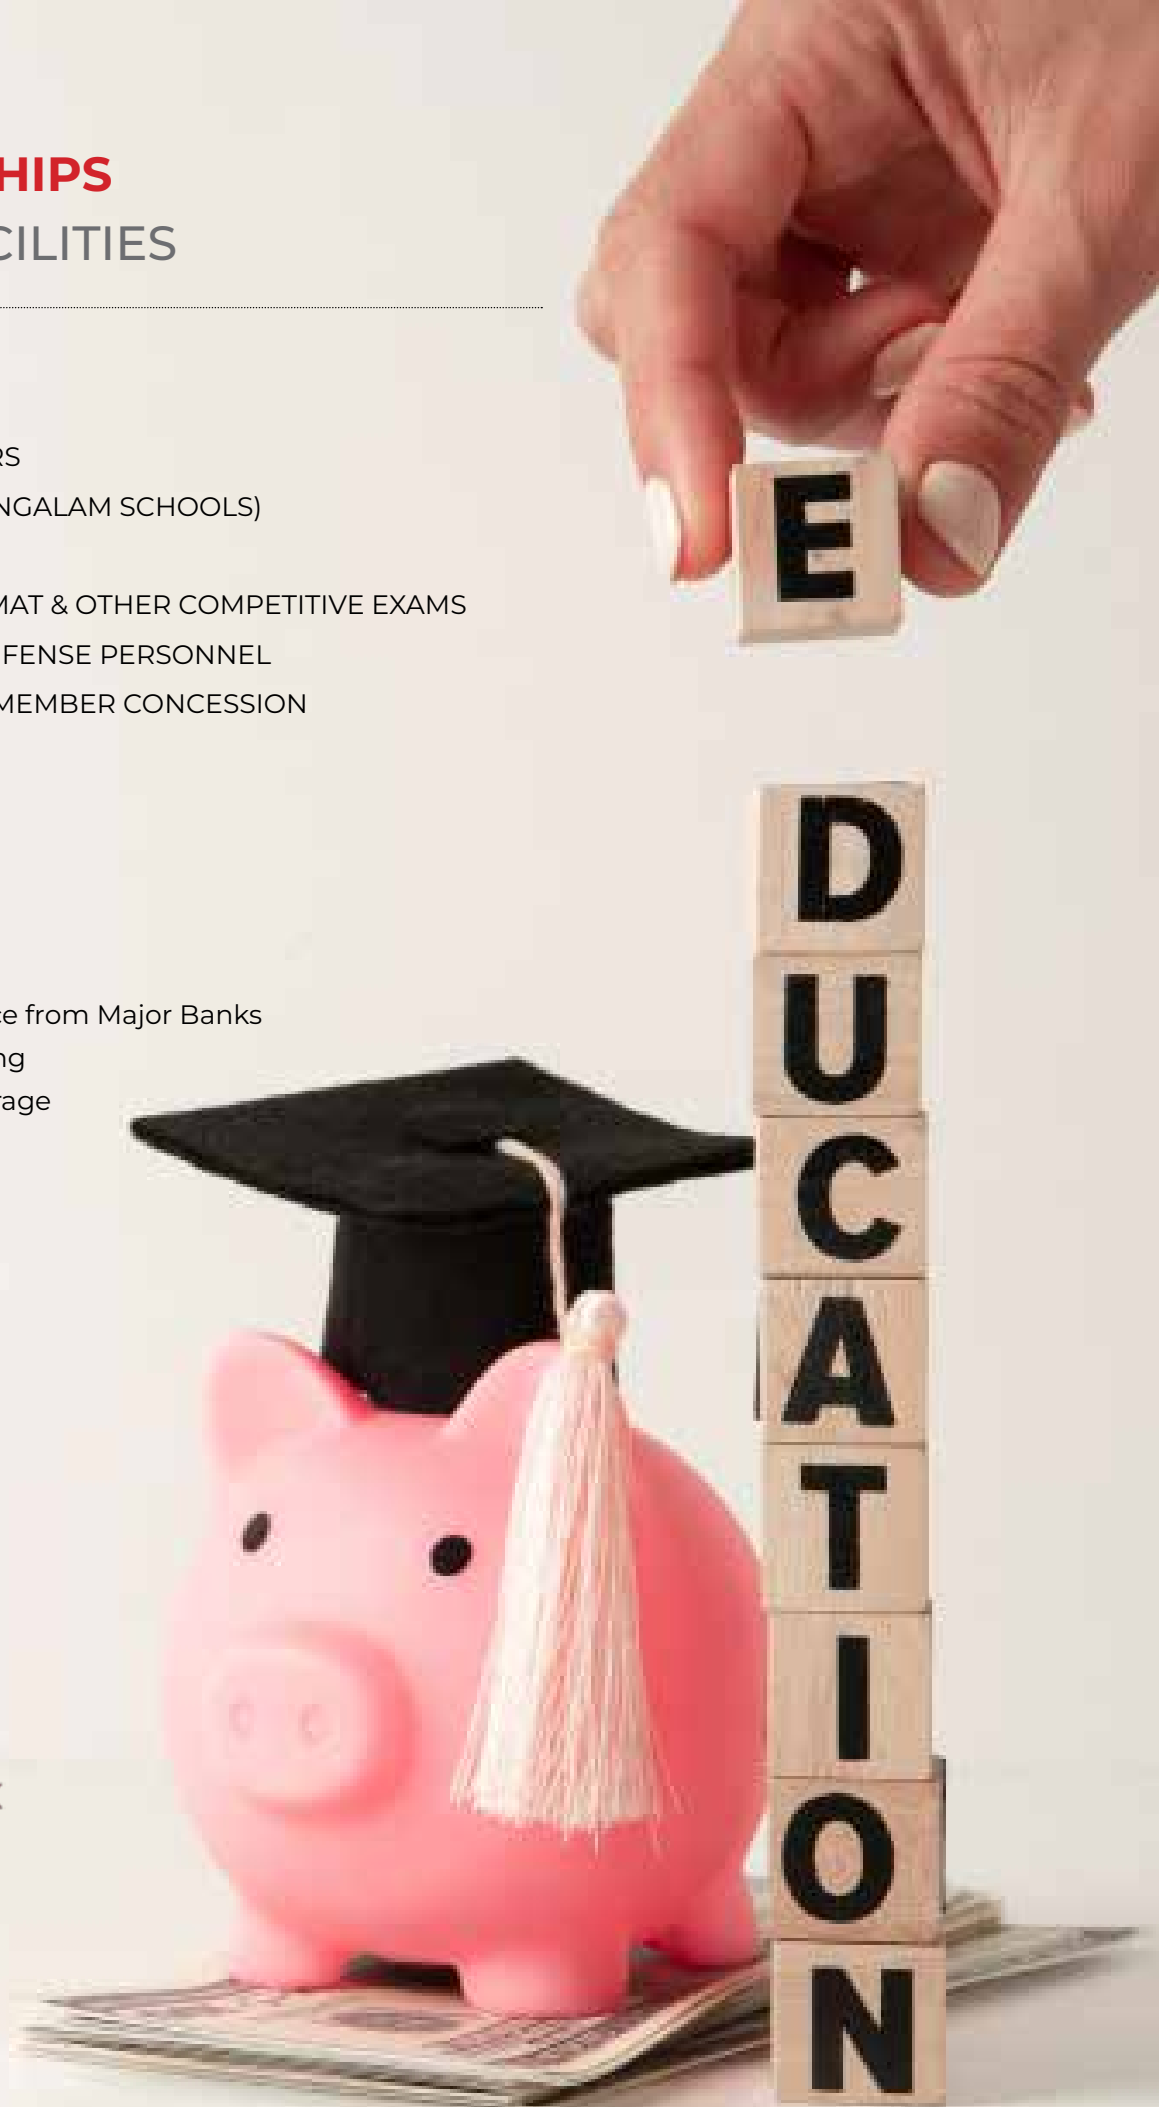 HIPS
CILITIES
RS
NGALAM SCHOOLS)
MAT & OTHER COMPETITIVE EXAMS
FENSE PERSONNEL
MEMBER CONCESSION
ce from Major Banks
ng
rage
E
D
U
C
A
T
I
O
N